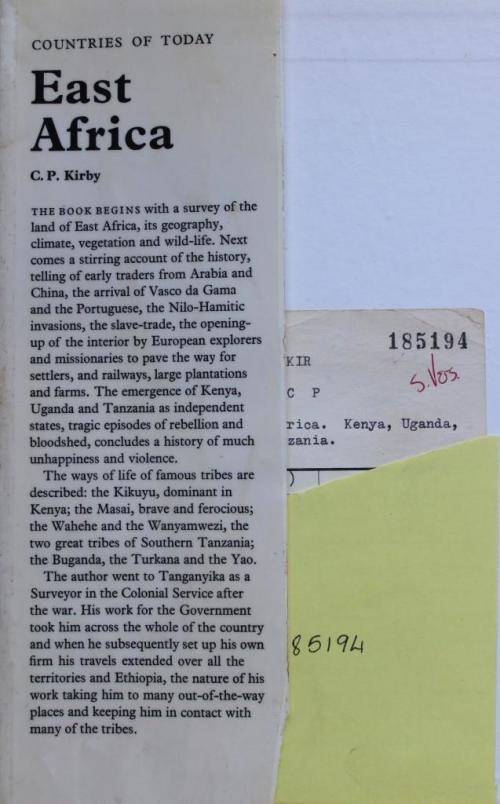 COUNTRIES OF TODAY
East
Africa
C. P. Kirby
THE BOOK BEGINS with a survey of the
land of East Africa, its geography,
climate, vegetation and wild-life. Next
comes a stirring account of the history,
telling of early traders from Arabia and
China, the arrival of Vasco da Gama
and the Portuguese, the Nilo-Hamitic
invasions, the slave-trade, the opening-
up of the interior by European explorers
and missionaries to pave the way for
settlers, and railways, large plantations
and farms. The emergence of Kenya,
Uganda and Tanzania as independent
states, tragic episodes of rebellion and
bloodshed, concludes a history of much
unhappiness and violence.
The ways of life of famous tribes are
described: the Kikuyu, dominant in
Kenya; the Masai, brave and ferocious;
the Wahehe and the Wanyamwezi, the
two great tribes of Southern Tanzania;
the Buganda, the Turkana and the Yao.
The author went to Tanganyika as a
Surveyor in the Colonial Service after
the war. His work for the Government
took him across the whole of the country
and when he subsequently set up his own
firm his travels extended over all the
territories and Ethiopia, the nature of his
work taking him to many out-of-the-way
places and keeping him in contact with
many of the tribes.
185194
KIR
C P
rica. Kenya, Uganda,
zania.
85194